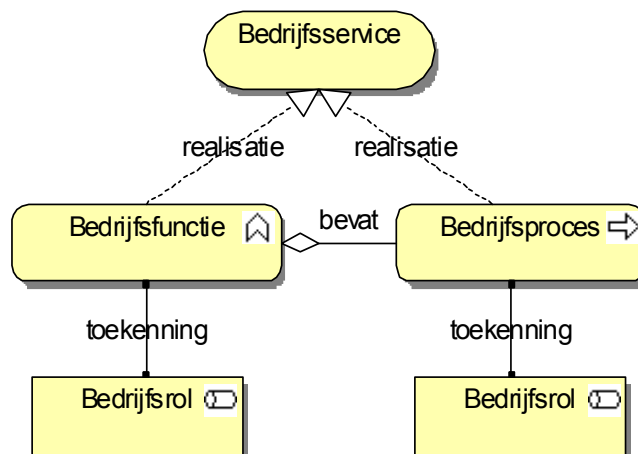 Bedrijfsservice
realisatie
realisatie
Bedrijfsfunctie
bevat
Bedrijfsproces
toekenning
toekenning
Bedrijfsrol
Bedrijfsrol